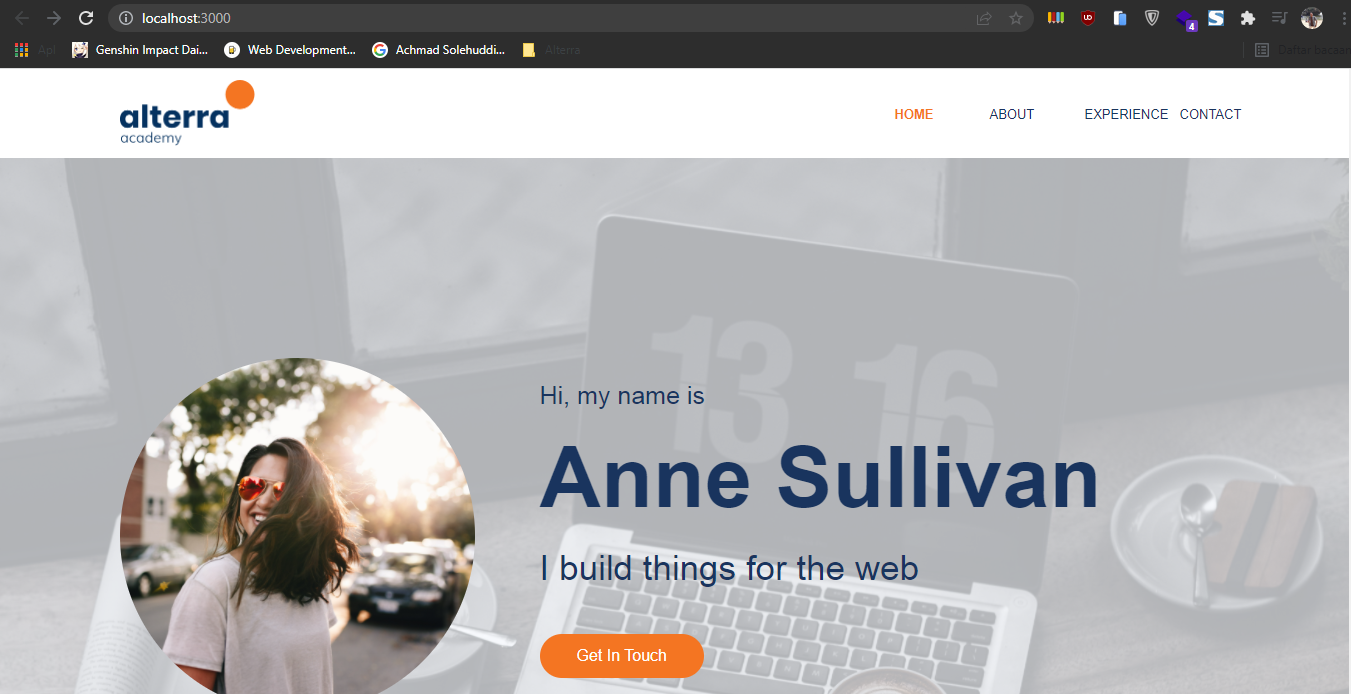 localhost:3000
4
Api
Genshin Impact Dai...
Web Development...
Achmad Solehuddi...
Alterra
Daftar bacaan
alterra
academy
HOME
ABOUT
EXPERIENCE
CONTACT
13 16
Hi, my name is
Anne Sullivan
I build things for the web
Get In Touch